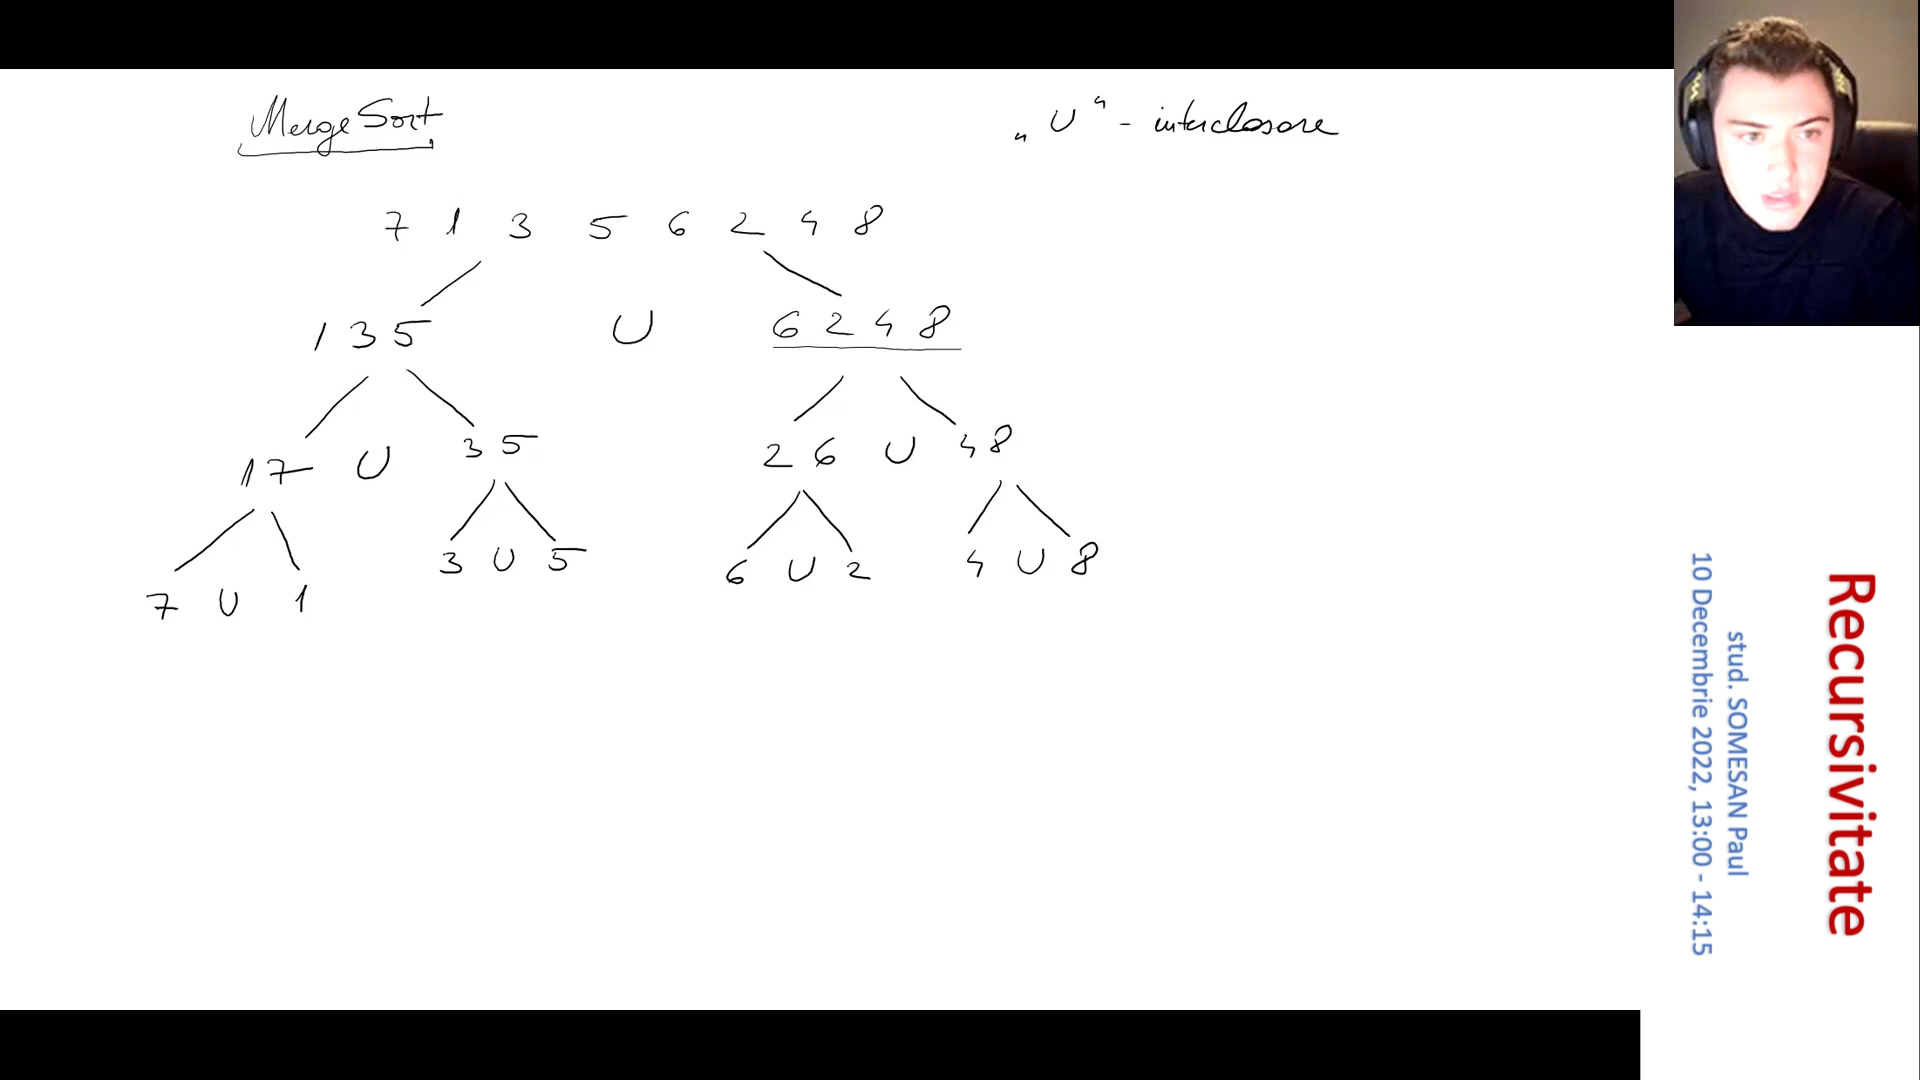 MergeSort
„U“ - interclasare
7 1 3 5 6 2 4 8
1 3 5 U 6 2 4 8
1 7 U 3 5 2 6 U 4 8
7 U 1 3 U 5 6 U 2 4 U 8
Recursivitate
stud. SOMESAN Paul
10 Decembrie 2022, 13:00 - 14:15